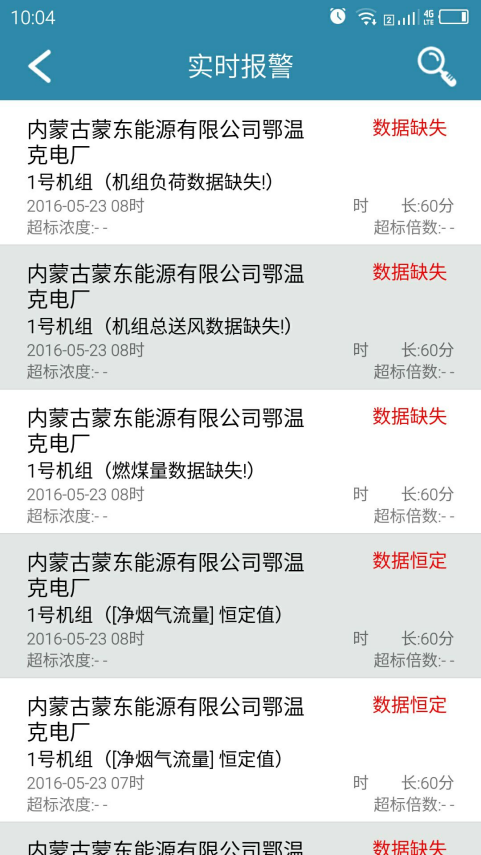 10:04
2
4G
LTE
实时报警
内蒙古蒙东能源有限公司鄂温 数据缺失
克电厂
1号机组（机组负荷数据缺失!）
2016-05-23 08时 时 长:60分
超标浓度:- - 超标倍数:- -
内蒙古蒙东能源有限公司鄂温 数据缺失
克电厂
1号机组（机组总送风数据缺失!）
2016-05-23 08时 时 长:60分
超标浓度:- - 超标倍数:- -
内蒙古蒙东能源有限公司鄂温 数据缺失
克电厂
1号机组（燃煤量数据缺失!）
2016-05-23 08时 时 长:60分
超标浓度:- - 超标倍数:- -
内蒙古蒙东能源有限公司鄂温 数据恒定
克电厂
1号机组（[净烟气流量] 恒定值）
2016-05-23 08时 时 长:60分
超标浓度:- - 超标倍数:- -
内蒙古蒙东能源有限公司鄂温 数据恒定
克电厂
1号机组（[净烟气流量] 恒定值）
2016-05-23 07时 时 长:60分
超标浓度:- - 超标倍数:- -
内蒙古蒙东能源有限公司鄂温 数据缺失